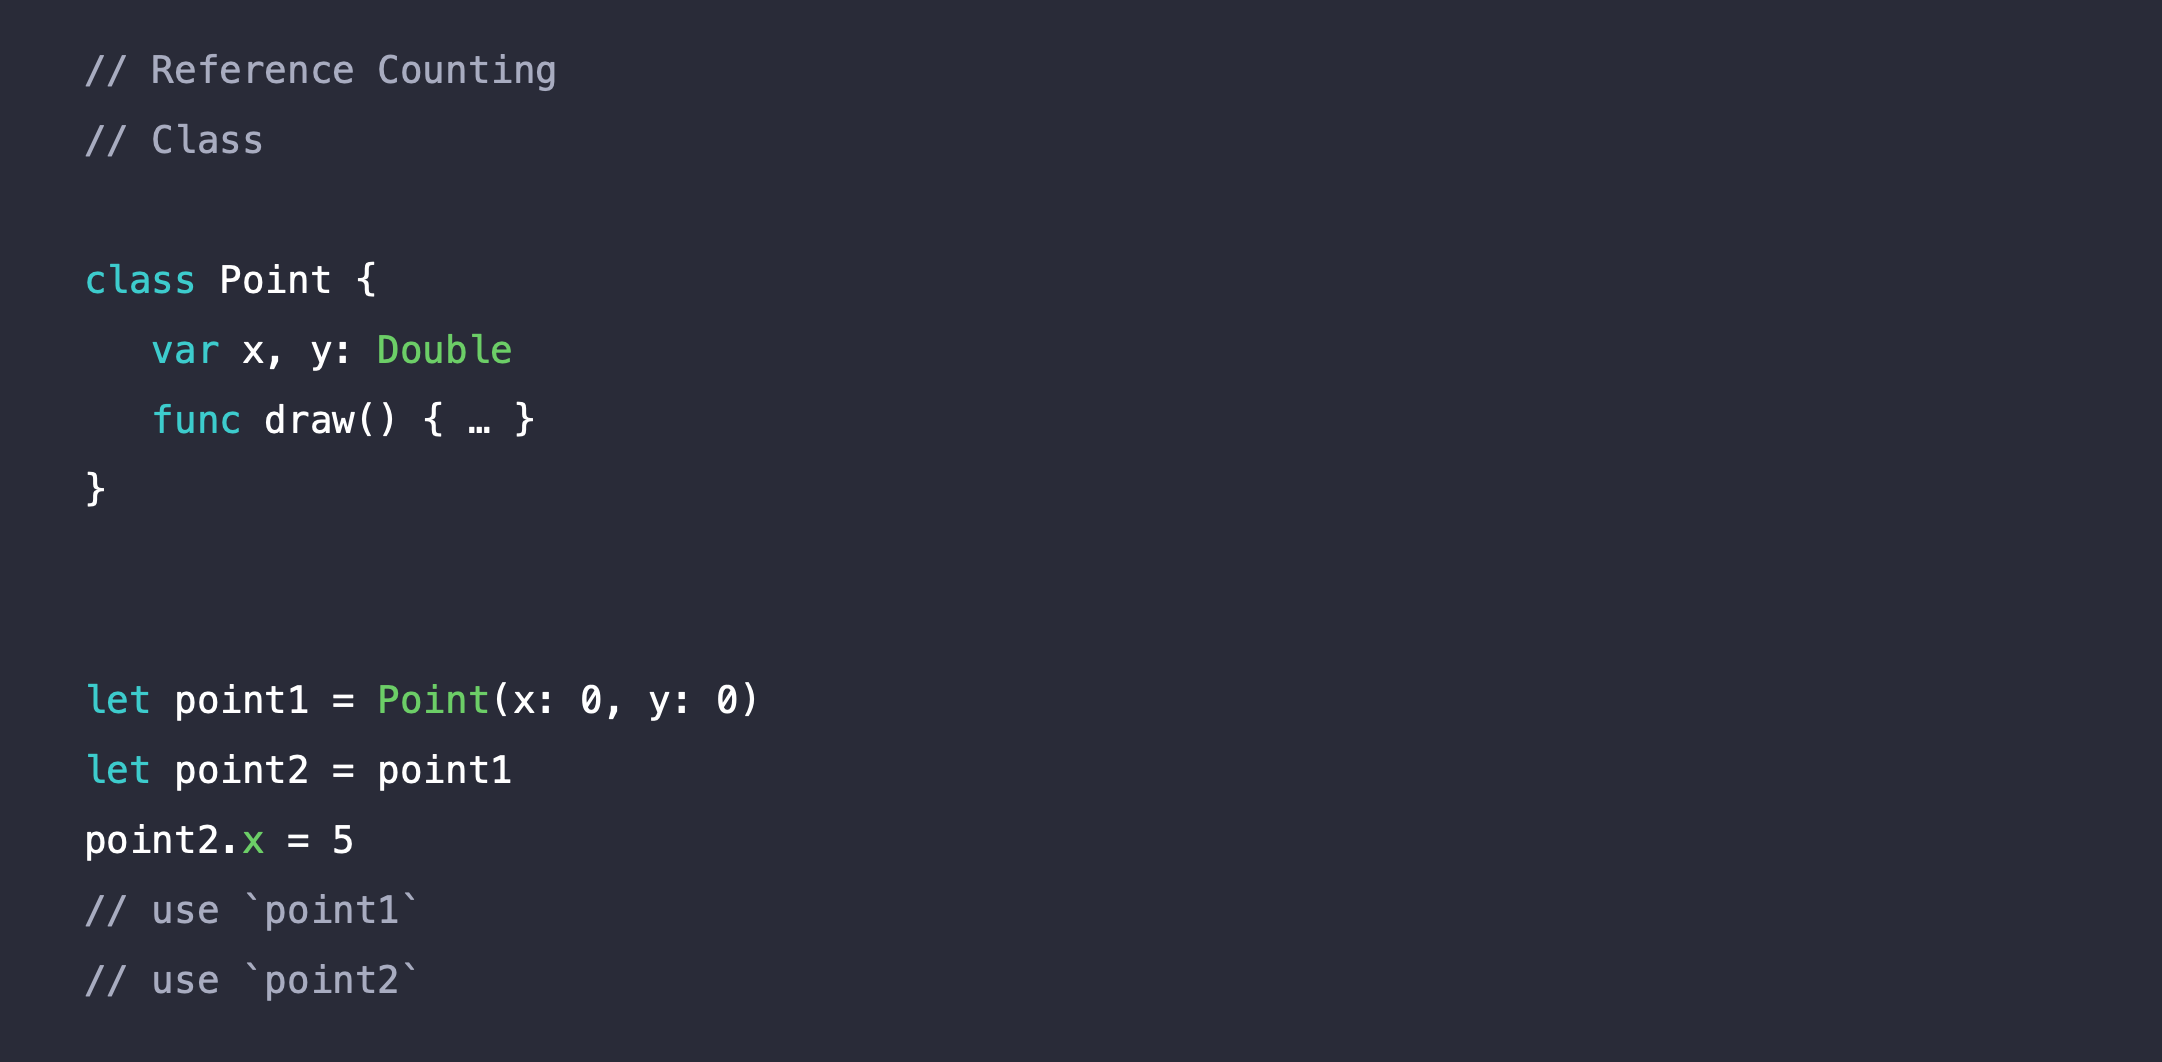 // Reference Counting
// Class
class Point {
   var x, y: Double
   func draw() { … }
}
let point1 = Point(x: 0, y: 0)
let point2 = point1
point2.x = 5
// use `point1`
// use `point2`